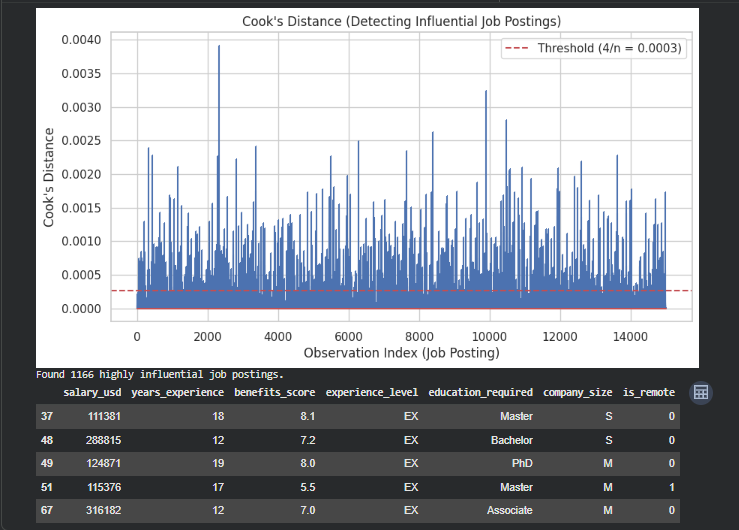 Cook's Distance (Detecting Influential Job Postings)
Threshold (4/n = 0.0003)
0.0040
0.0035
0.0030
0.0025
0.0020
0.0015
0.0010
0.0005
0.0000
Cook's Distance
0 2000 4000 6000 8000 10000 12000 14000
Observation Index (Job Posting)
Found 1166 highly influential job postings.
salary_usd years_experience benefits_score experience_level education_required company_size is_remote
37 111381 18 8.1 EX Master S 0
48 288815 12 7.2 EX Bachelor S 0
49 124871 19 8.0 EX PhD M 0
51 115376 17 5.5 EX Master M 1
67 316182 12 7.0 EX Associate M 0